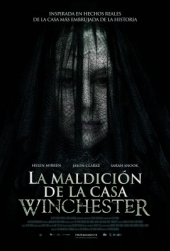 INSPIRADA EN HECHOS REALES
DE LA CASA MÁS EMBRUJADA DE LA HISTORIA
HELEN MIRREN JASON CLARKE SARAH SNOOK
LA MALDICIÓN
DE LA CASA
WINCHESTER